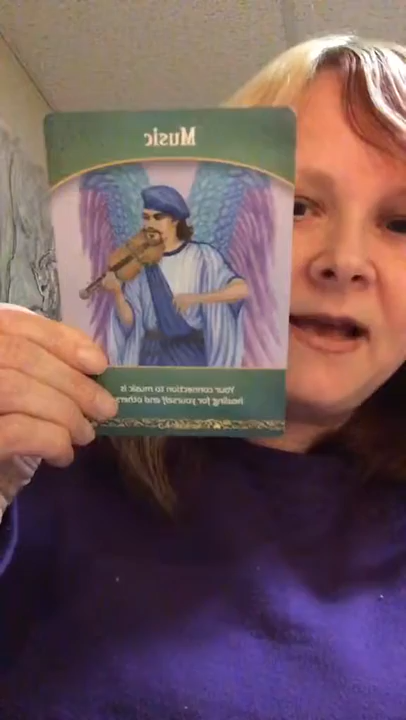 Music
Your connection to music is
healing for yourself and others.